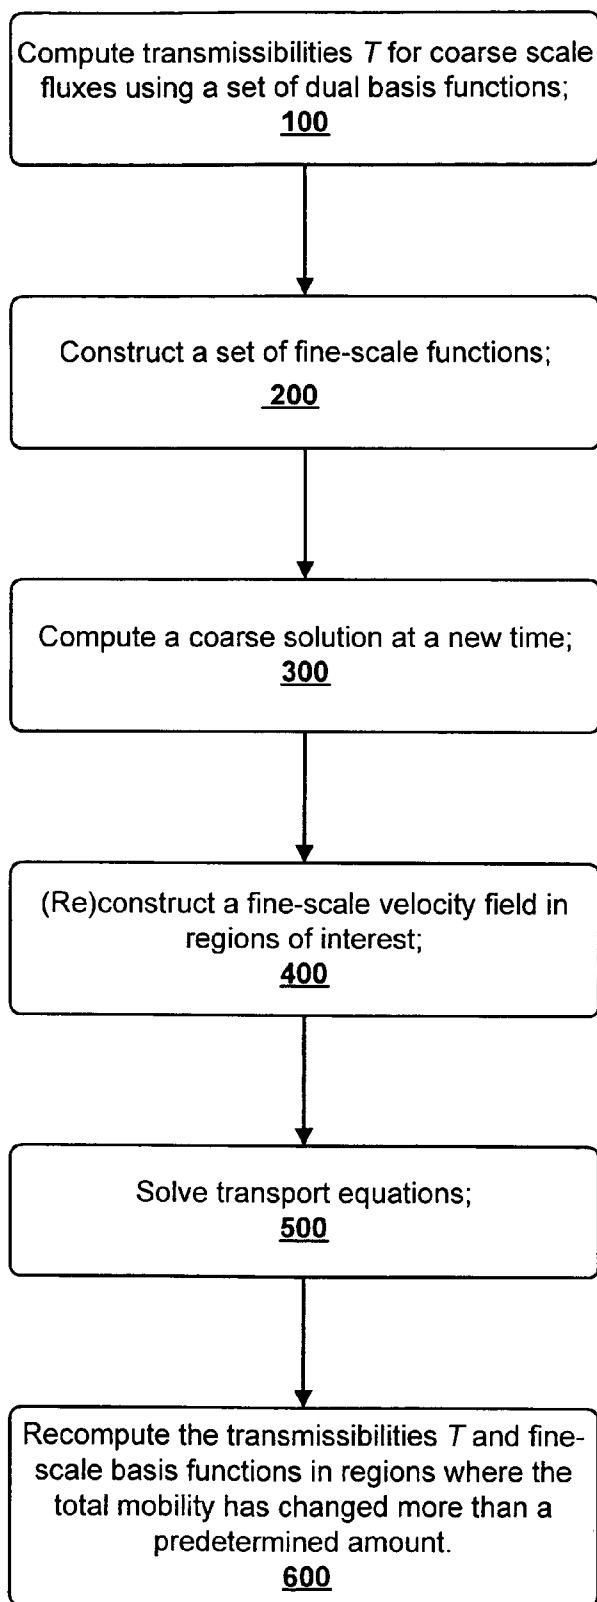 Compute transmissibilities T for coarse scale
fluxes using a set of dual basis functions;
100
Construct a set of fine-scale functions;
200
Compute a coarse solution at a new time;
300
(Re)construct a fine-scale velocity field in
regions of interest;
400
Solve transport equations;
500
Recompute the transmissibilities T and fine-
scale basis functions in regions where the
total mobility has changed more than a
predetermined amount.
600